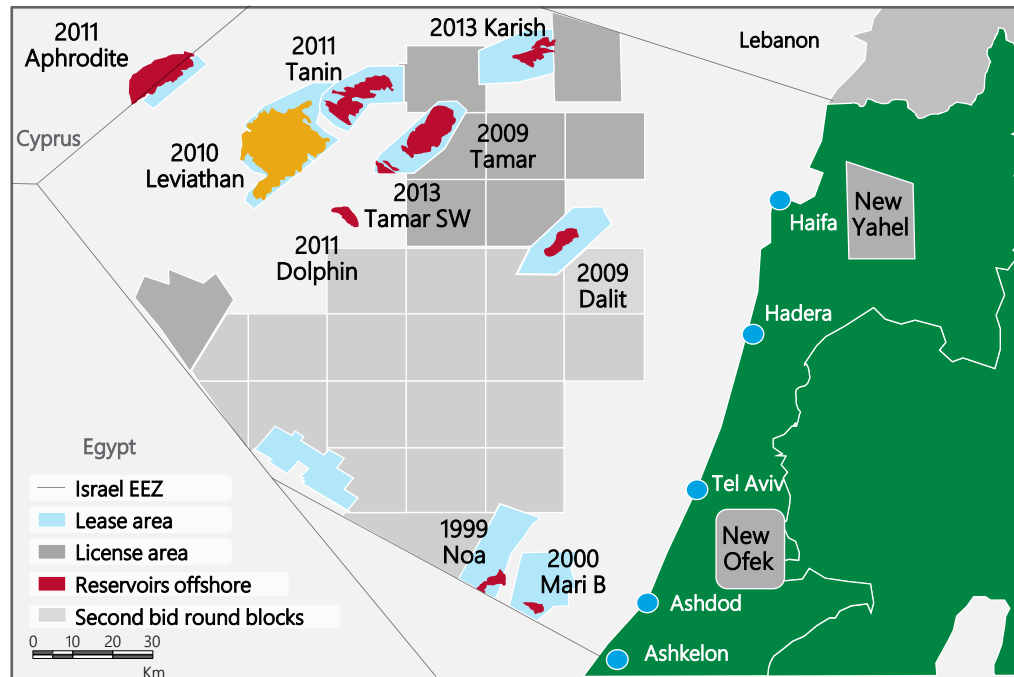 2011
Aphrodite
2011
Tanin
2013 Karish
Lebanon
Cyprus
2010
Leviathan
2009
Tamar
2013
Tamar SW
2011
Dolphin
2009
Dalit
Haifa
New
Yahel
Hadera
Egypt
Israel EEZ
Lease area
License area
Reservoirs offshore
Second bid round blocks
0 10 20 30
Km
1999
Noa
2000
Mari B
Tel Aviv
New
Ofek
Ashdod
Ashkelon